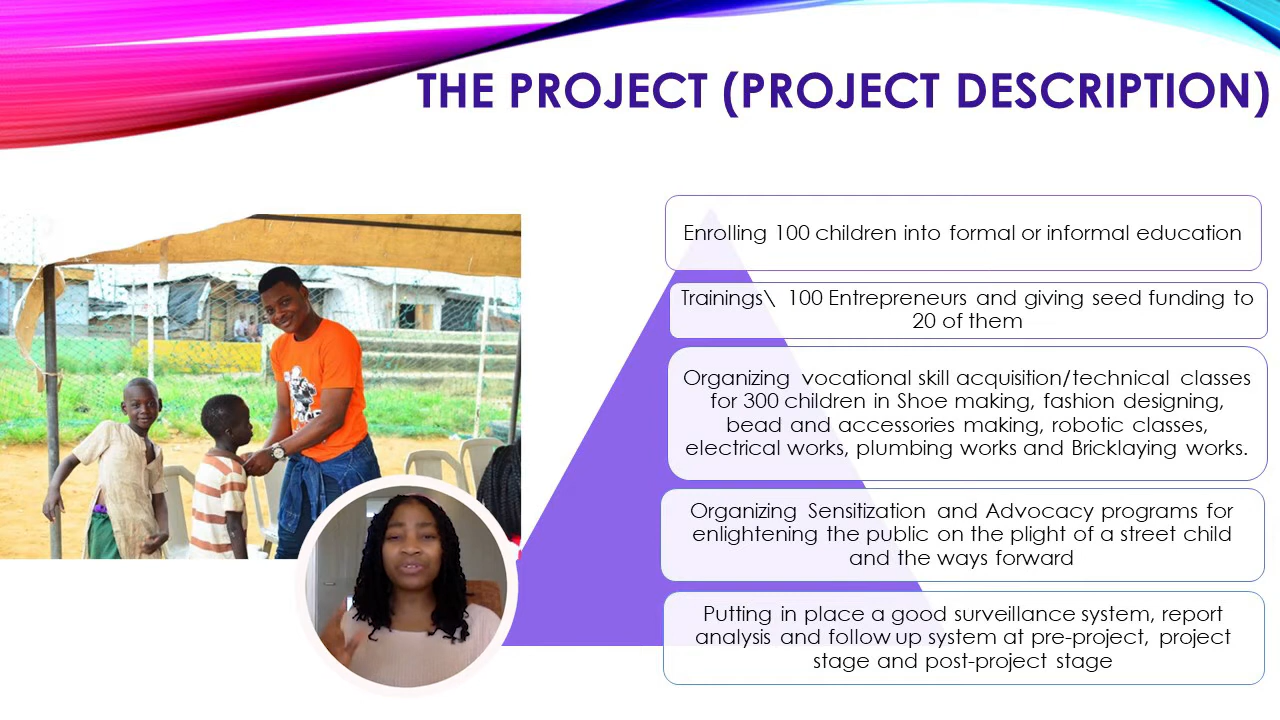 THE PROJECT (PROJECT DESCRIPTION)
Enrolling 100 children into formal or informal education
Trainings\ 100 Entrepreneurs and giving seed funding to
20 of them
Organizing vocational skill acquisition/technical classes
for 300 children in Shoe making, fashion designing,
bead and accessories making, robotic classes,
electrical works, plumbing works and Bricklaying works.
Organizing Sensitization and Advocacy programs for
enlightening the public on the plight of a street child
and the ways forward
Putting in place a good surveillance system, report
analysis and follow up system at pre-project, project
stage and post-project stage